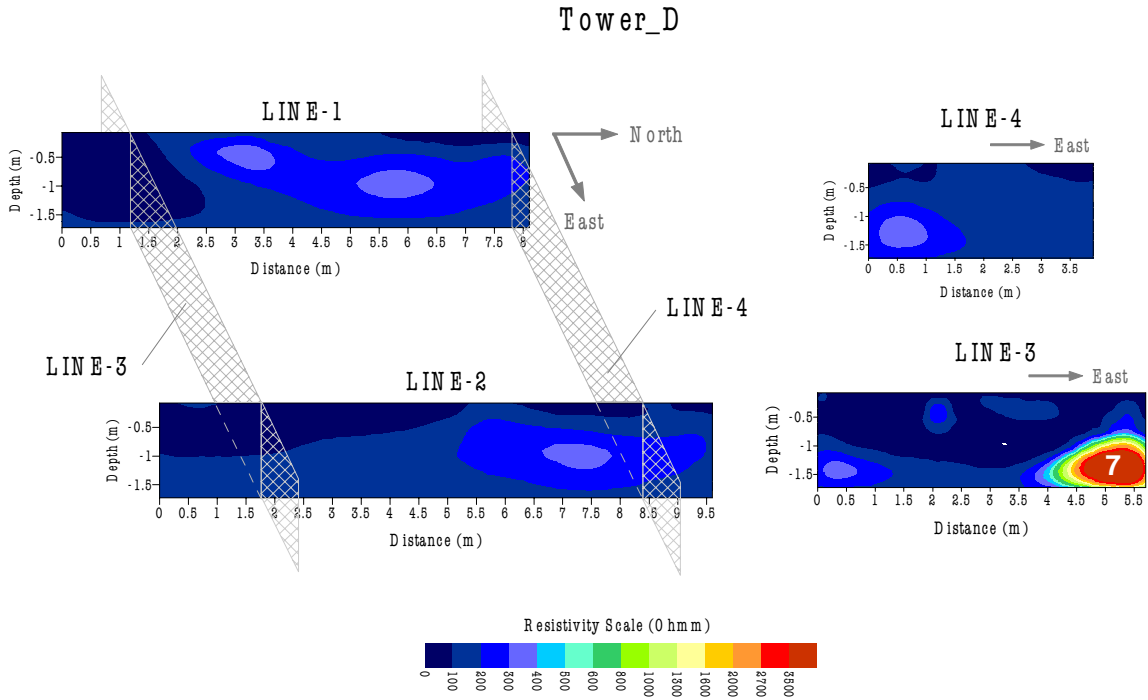 Tower_D
LINE-1
North
East
Depth (m)
-0.5
-1
-1.5
0 0.5 1 1.5 2 2.5 3 3.5 4 4.5 5 5.5 6 6.5 7 7.5 8
Distance (m)
LINE-4
East
Depth (m)
-0.5
-1
-1.5
0 0.5 1 1.5 2 2.5 3 3.5
Distance (m)
LINE-3
LINE-4
LINE-2
Depth (m)
-0.5
-1
-1.5
0 0.5 1 1.5 2 2.5 3 3.5 4 4.5 5 5.5 6 6.5 7 7.5 8 8.5 9 9.5
Distance (m)
LINE-3
East
Depth (m)
-0.5
-1
-1.5
7
0 0.5 1 1.5 2 2.5 3 3.5 4 4.5 5 5.5
Distance (m)
Resistivity Scale (Ohmm)
0 100 200 300 400 500 600 800 1000 1300 1600 2000 2700 3500